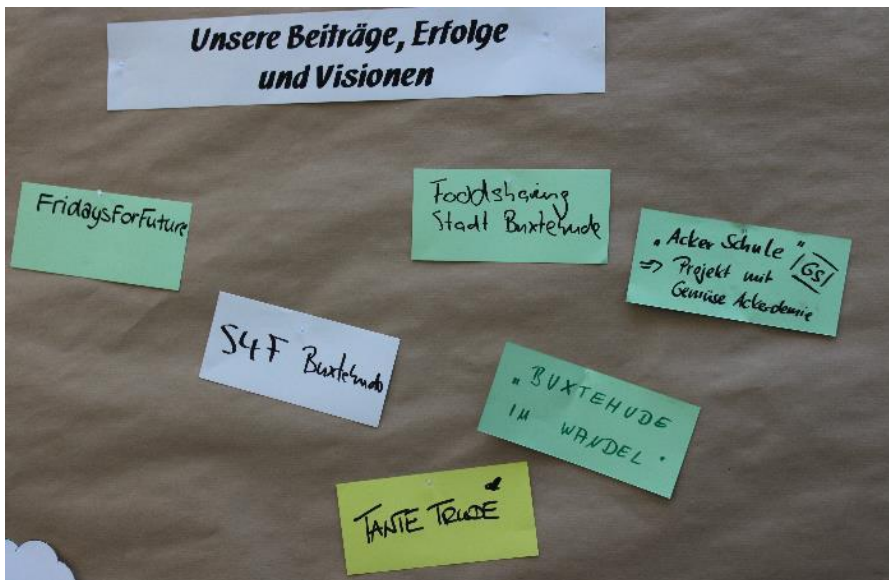 Unsere Beiträge, Erfolge
und Visionen
FridaysForFuture
Foodsharing
Stadt Buxtehude
"Acker Schule" /GS/
=> Projekt mit
Gemüse Ackerdemie
S4F Buxtehude
"BUXTEHUDE
IM WANDEL"
TANTE TRUDE